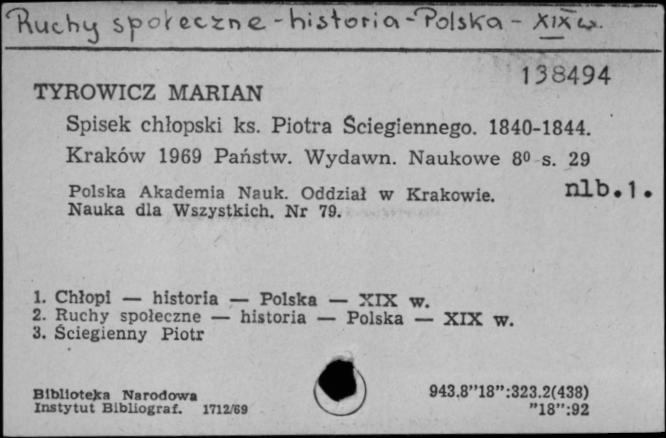 Ruchy społeczne - historia - Polska - XIX w.
138494
TYROWICZ MARIAN
Spisek chłopski ks. Piotra Ściegiennego. 1840-1844.
Kraków 1969 Państw. Wydawn. Naukowe 8⁰ s. 29
nlb.1.
Polska Akademia Nauk. Oddział w Krakowie.
Nauka dla Wszystkich. Nr 79.
1. Chłopi — historia — Polska — XIX w.
2. Ruchy społeczne — historia — Polska — XIX w.
3. Ściegienny Piotr
Biblioteka Narodowa
Instytut Bibliograf. 1712/69
943.8”18”:323.2(438)
”18”:92